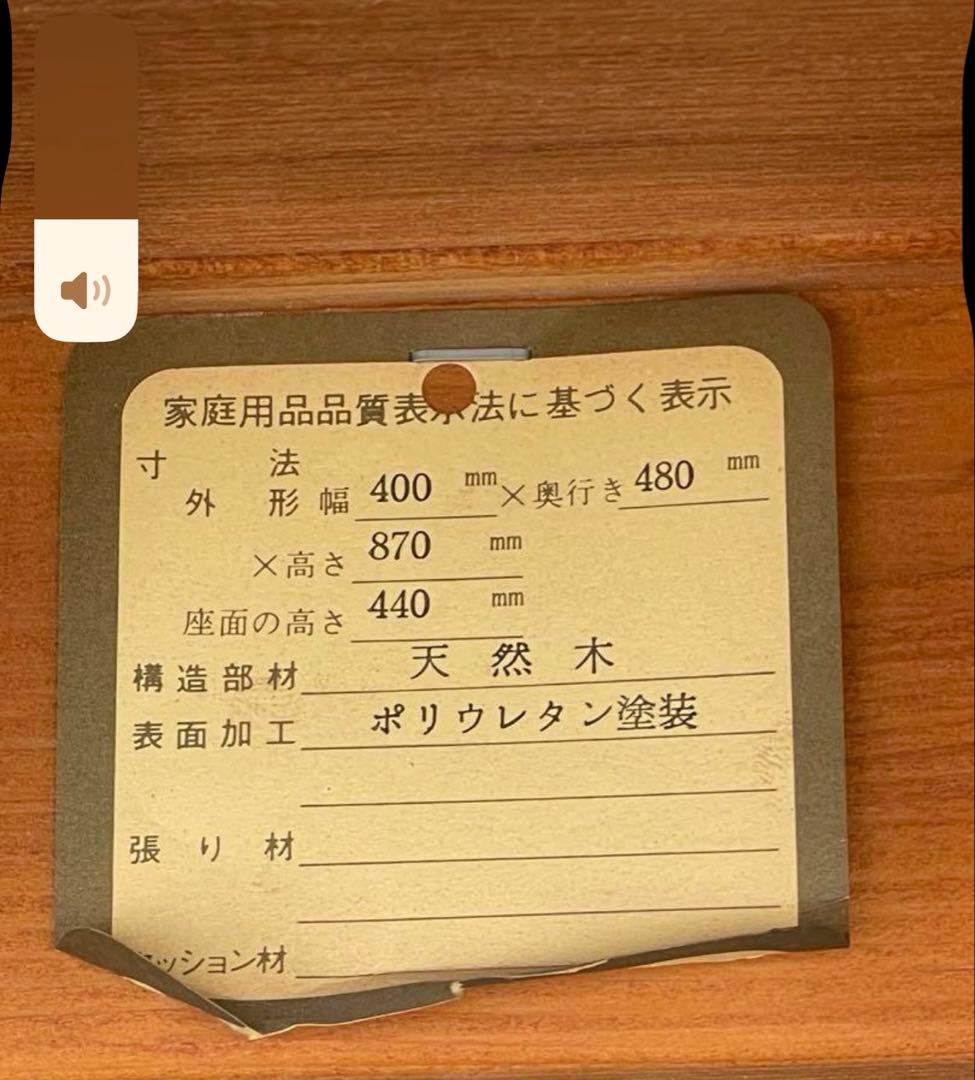 家庭用品品質表示法に基づく表示
寸法
外形 幅 400 mm × 奥行き 480 mm
×高さ 870 mm
座面の高さ 440 mm
構造部材 天然木
表面加工 ポリウレタン塗装
張り材
クッション材